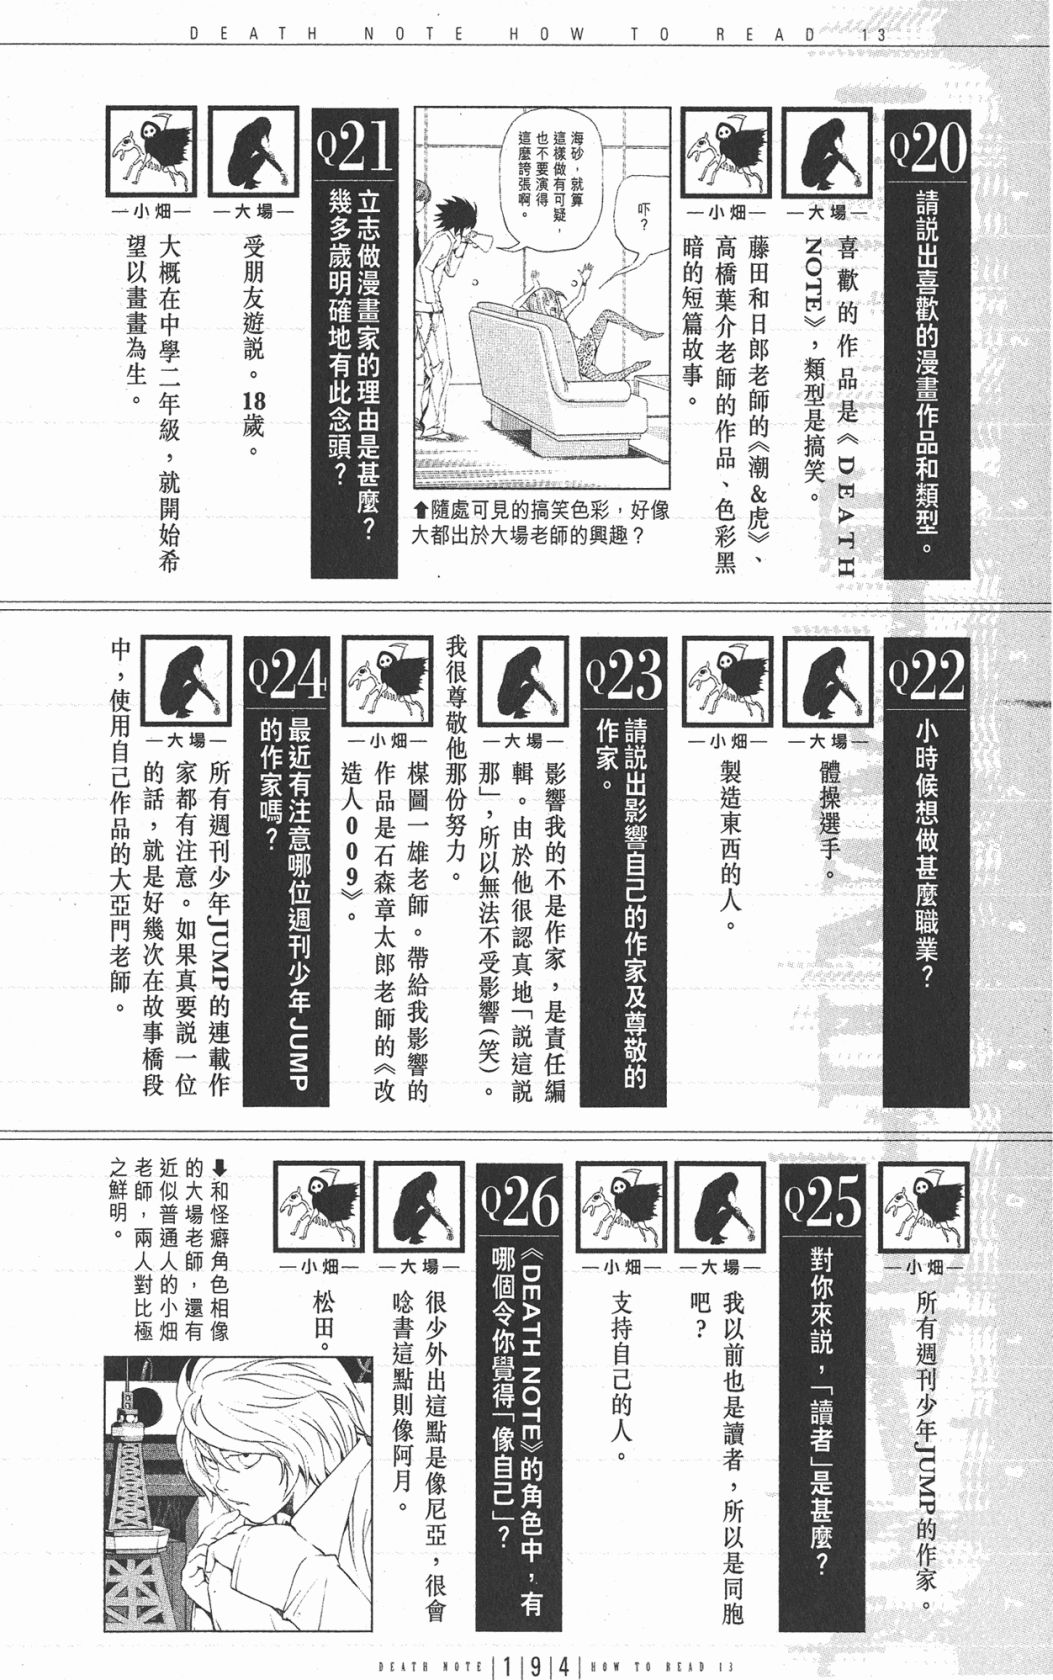 DEATH NOTE HOW TO READ 13
Q20
請說出喜歡的漫畫作品和類型。
大場
喜歡的作品是《DEATH
NOTE》，類型是搞笑。
小畑
藤田和日郎老師的《潮&虎》、
高橋葉介老師的作品、色彩黑
暗的短篇故事。
吓？
海砂，就算
這樣做有可疑，
也不要演得
這麼誇張啊。
⬆隨處可見的搞笑色彩，好像
大都出於大場老師的興趣？
Q21
立志做漫畫家的理由是甚麼？
幾多歲明確地有此念頭？
大場
受朋友遊說。18歲。
小畑
大概在中學二年級，就開始希
望以畫畫為生。
Q22
小時候想做甚麼職業？
大場
體操選手。
小畑
製造東西的人。
Q23
請說出影響自己的作家及尊敬的
作家。
大場
影響我的不是作家，是責任編
輯。由於他很認真地「說這說
那」，所以無法不受影響(笑)。
我很尊敬他那份努力。
小畑
楳圖一雄老師。帶給我影響的
作品是石森章太郎老師的《改
造人009》。
Q24
最近有注意哪位週刊少年JUMP
的作家嗎？
大場
所有週刊少年JUMP的連載作
家都有注意。如果真要說一位
的話，就是好幾次在故事橋段
中，使用自己作品的大亞門老師。
小畑
所有週刊少年JUMP的作家。
Q25
對你來說，「讀者」是甚麼？
大場
我以前也是讀者，所以是同胞
吧？
小畑
支持自己的人。
Q26
《DEATH NOTE》的角色中，有
哪個令你覺得「像自己」？
大場
很少外出這點是像尼亞，很會
唸書這點則像阿月。
小畑
松田。
⬇和怪癖角色相像
的大場老師，還有
近似普通人的小畑
老師，兩人對比極
之鮮明。
DEATH NOTE |1|9|4| HOW TO READ 13